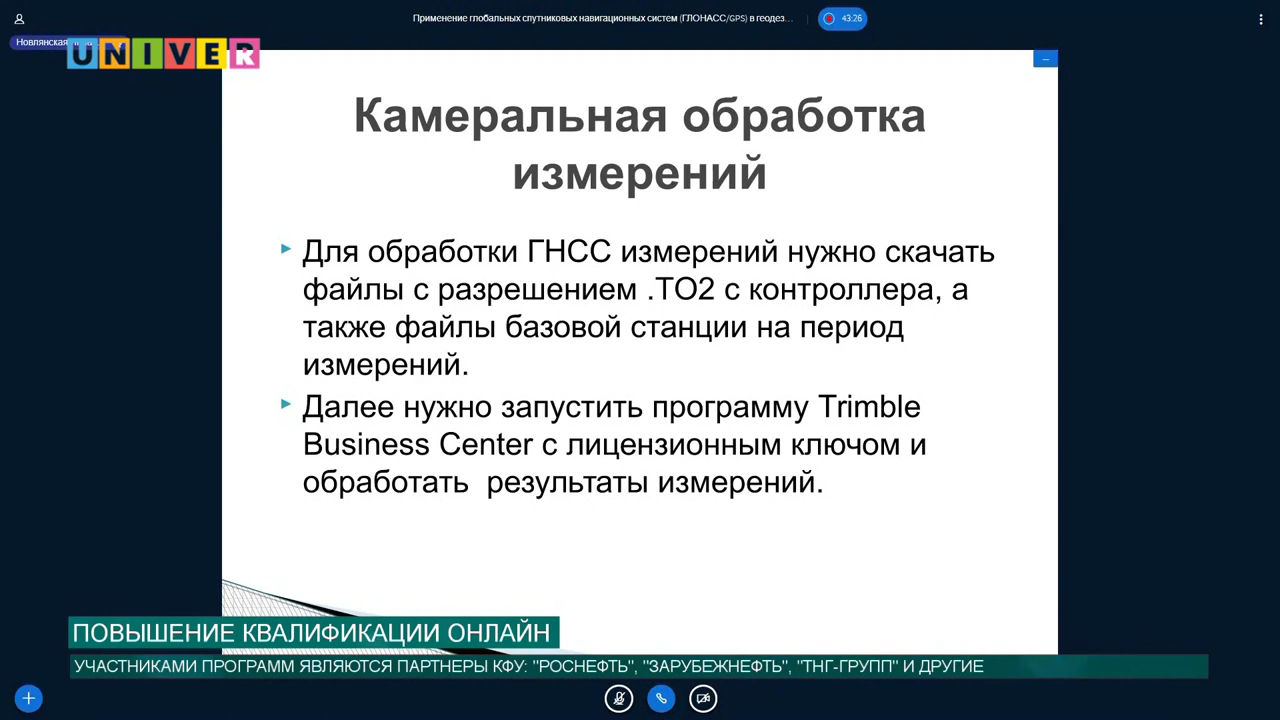 Применение глобальных спутниковых навигационных систем (ГЛОНАСС/GPS) в геодез...
43:26
Новлянская
UNIVER
Камеральная обработка
измерений
Для обработки ГНСС измерений нужно скачать
файлы с разрешением .ТО2 с контроллера, а
также файлы базовой станции на период
измерений.
Далее нужно запустить программу Trimble
Business Center с лицензионным ключом и
обработать результаты измерений.
ПОВЫШЕНИЕ КВАЛИФИКАЦИИ ОНЛАЙН
УЧАСТНИКАМИ ПРОГРАММ ЯВЛЯЮТСЯ ПАРТНЕРЫ КФУ: "РОСНЕФТЬ", "ЗАРУБЕЖНЕФТЬ", "ТНГ-ГРУПП" И ДРУГИЕ